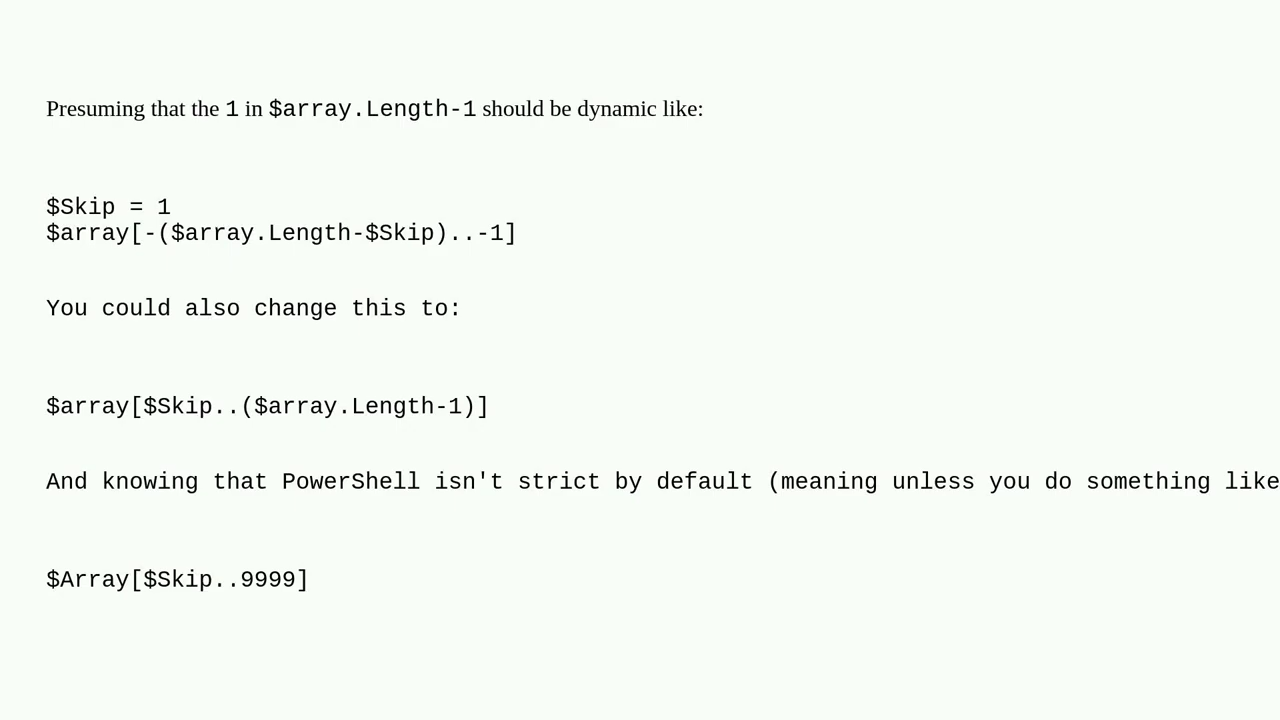 Presuming that the 1 in $array.Length-1 should be dynamic like:
$Skip = 1
$array[-($array.Length-$Skip)..-1]
You could also change this to:
$array[$Skip..($array.Length-1)]
And knowing that PowerShell isn't strict by default (meaning unless you do something like
$Array[$Skip..9999]